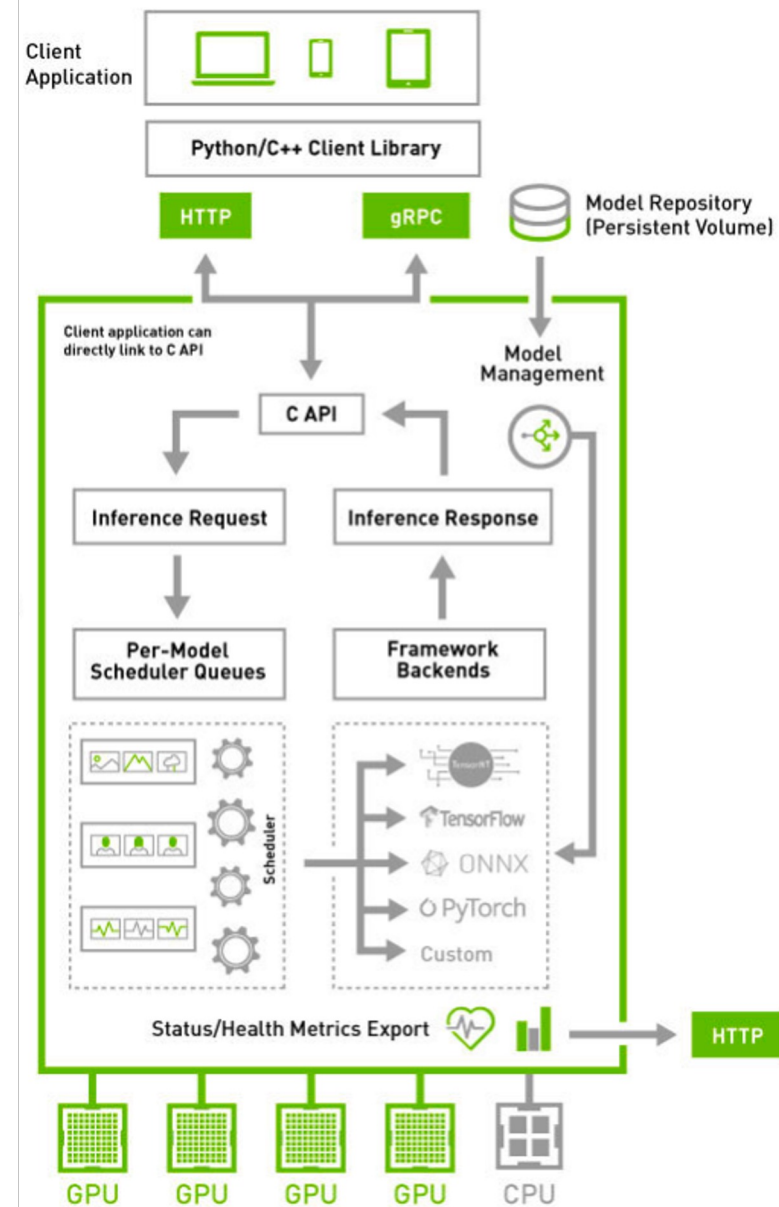 Client
Application
Python/C++ Client Library
HTTP
gRPC
Model Repository
(Persistent Volume)
Client application can
directly link to C API
Model
Management
C API
Inference Request
Inference Response
Per-Model
Scheduler Queues
Framework
Backends
Scheduler
TensorRT
TensorFlow
ONNX
PyTorch
Custom
Status/Health Metrics Export
HTTP
GPU
GPU
GPU
GPU
CPU